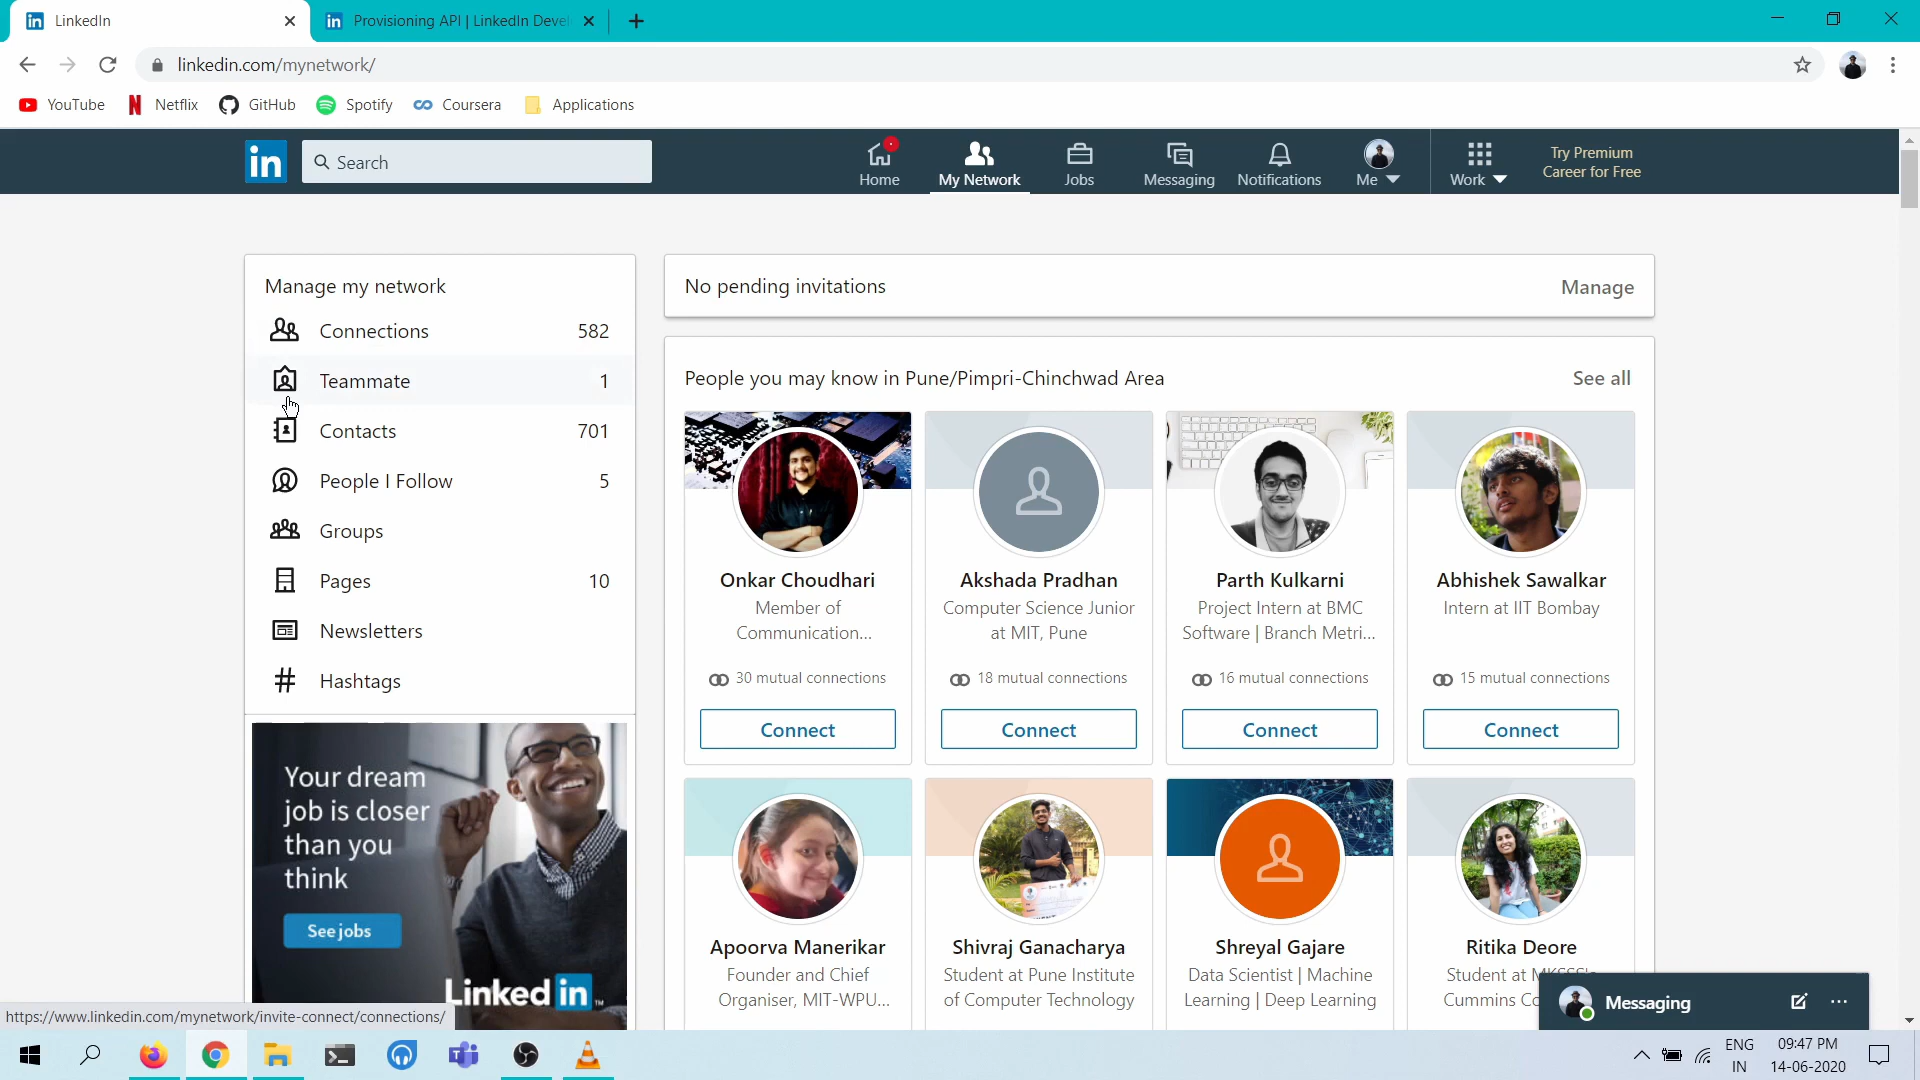 LinkedIn
Provisioning API | LinkedIn Deve
linkedin.com/mynetwork/
YouTube
Netflix
GitHub
Spotify
Coursera
Applications
in
Search
Home
My Network
Jobs
Messaging
Notifications
Me
Work
Try Premium
Career for Free
Manage my network
Connections 582
Teammate 1
Contacts 701
People I Follow 5
Groups
Pages 10
Newsletters
Hashtags
Your dream
job is closer
than you
think
See jobs
Linked in
https://www.linkedin.com/mynetwork/invite-connect/connections/
No pending invitations
Manage
People you may know in Pune/Pimpri-Chinchwad Area
See all
Onkar Choudhari
Member of
Communication...
30 mutual connections
Connect
Akshada Pradhan
Computer Science Junior
at MIT, Pune
18 mutual connections
Connect
Parth Kulkarni
Project Intern at BMC
Software | Branch Metri...
16 mutual connections
Connect
Abhishek Sawalkar
Intern at IIT Bombay
15 mutual connections
Connect
Apoorva Manerikar
Founder and Chief
Organiser, MIT-WPU...
Shivraj Ganacharya
Student at Pune Institute
of Computer Technology
Shreyal Gajare
Data Scientist | Machine
Learning | Deep Learning
Ritika Deore
Student at
Cummins
Messaging
ENG
IN
09:47 PM
14-06-2020